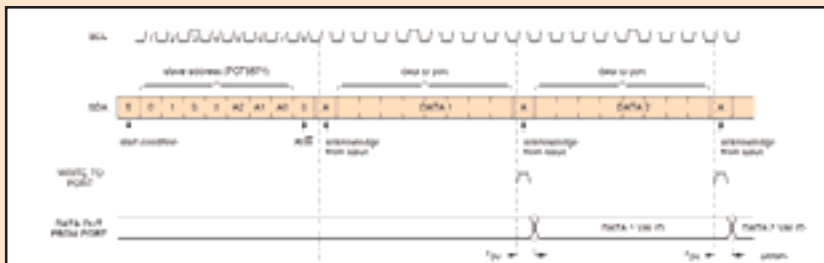 SCL
slave address (PCF8574) data to port data to port
SDA S 0 1 0 0 A2 A1 A0 0 A DATA 1 A DATA 2 A
start condition R/W acknowledge from slave acknowledge from slave acknowledge from slave
WRITE TO PORT
DATA OUT FROM PORT DATA 1 VALID DATA 2 VALID
tpv tpv